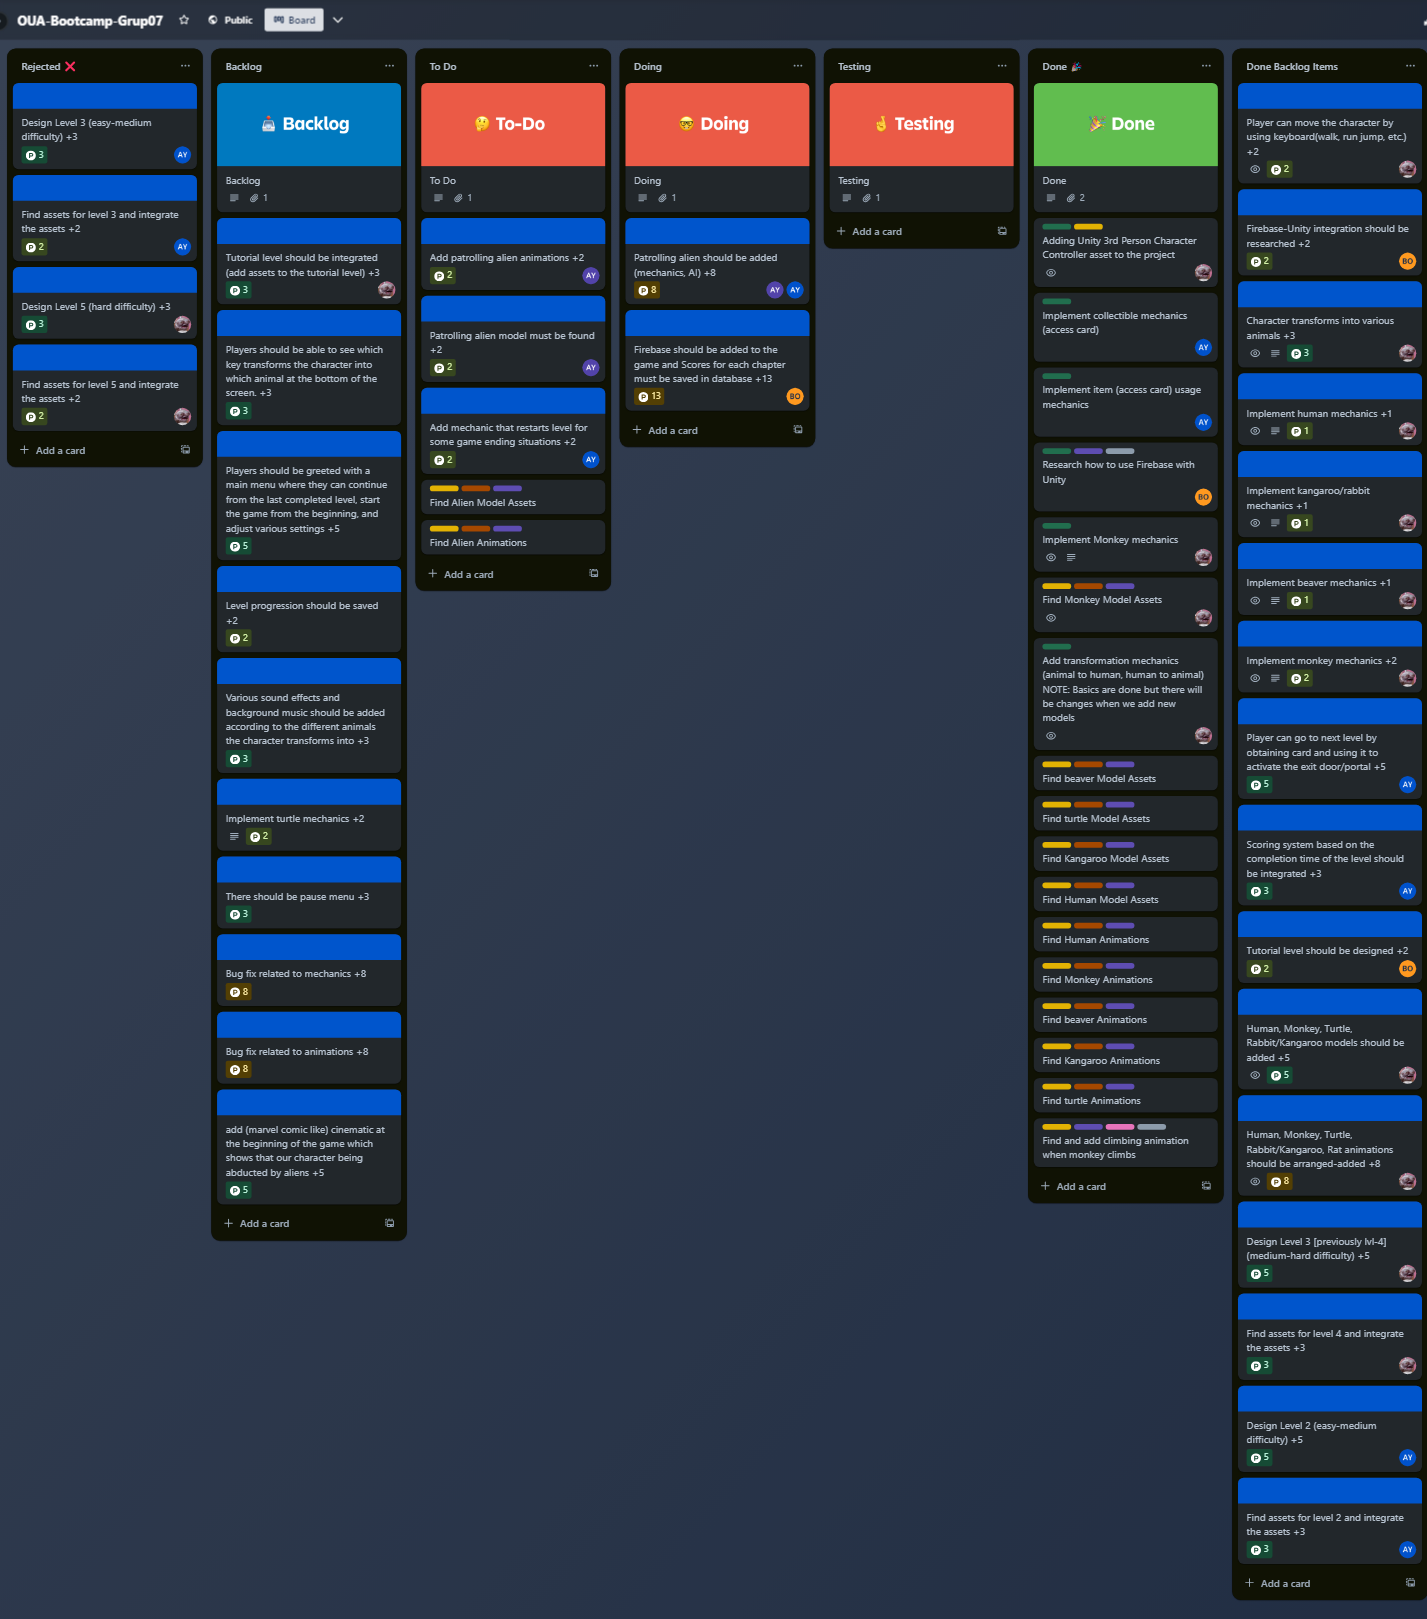 OUA-Bootcamp-Grup07
Public
Board
Rejected ❌
Design Level 3 (easy-medium
difficulty) +3
3
AY
Find assets for level 3 and integrate
the assets +2
2
AY
Design Level 5 (hard difficulty) +3
3
Find assets for level 5 and integrate
the assets +2
2
+ Add a card
Backlog
Backlog
Backlog
1
Tutorial level should be integrated
(add assets to the tutorial level) +3
3
Players should be able to see which
key transforms the character into
which animal at the bottom of the
screen. +3
3
Players should be greeted with a
main menu where they can continue
from the last completed level, start
the game from the beginning, and
adjust various settings +5
5
Level progression should be saved
+2
2
Various sound effects and
background music should be added
according to the different animals
the character transforms into +3
3
Implement turtle mechanics +2
2
There should be pause menu +3
3
Bug fix related to mechanics +8
8
Bug fix related to animations +8
8
add (marvel comic like) cinematic at
the beginning of the game which
shows that our character being
abducted by aliens +5
5
+ Add a card
To Do
🤔 To-Do
To Do
1
Add patrolling alien animations +2
2
AY
Patrolling alien model must be found
+2
2
AY
Add mechanic that restarts level for
some game ending situations +2
2
AY
Find Alien Model Assets
Find Alien Animations
+ Add a card
Doing
🤓 Doing
Doing
1
Patrolling alien should be added
(mechanics, AI) +8
8
AY AY
Firebase should be added to the
game and Scores for each chapter
must be saved in database +13
13
BO
+ Add a card
Testing
🤞 Testing
Testing
1
+ Add a card
Done 🎉
🎉 Done
Done
2
Adding Unity 3rd Person Character
Controller asset to the project
Implement collectible mechanics
(access card)
AY
Implement item (access card) usage
mechanics
AY
Research how to use Firebase with
Unity
BO
Implement Monkey mechanics
Find Monkey Model Assets
Add transformation mechanics
(animal to human, human to animal)
NOTE: Basics are done but there will
be changes when we add new
models
Find beaver Model Assets
Find turtle Model Assets
Find Kangaroo Model Assets
Find Human Model Assets
Find Human Animations
Find Monkey Animations
Find beaver Animations
Find Kangaroo Animations
Find turtle Animations
Find and add climbing animation
when monkey climbs
+ Add a card
Done Backlog Items
Player can move the character by
using keyboard(walk, run jump, etc.)
+2
2
Firebase-Unity integration should be
researched +2
2
BO
Character transforms into various
animals +3
3
Implement human mechanics +1
1
Implement kangaroo/rabbit
mechanics +1
1
Implement beaver mechanics +1
1
Implement monkey mechanics +2
2
Player can go to next level by
obtaining card and using it to
activate the exit door/portal +5
5
AY
Scoring system based on the
completion time of the level should
be integrated +3
3
AY
Tutorial level should be designed +2
2
BO
Human, Monkey, Turtle,
Rabbit/Kangaroo models should be
added +5
5
Human, Monkey, Turtle,
Rabbit/Kangaroo, Rat animations
should be arranged-added +8
8
Design Level 3 [previously lvl-4]
(medium-hard difficulty) +5
5
Find assets for level 4 and integrate
the assets +3
3
Design Level 2 (easy-medium
difficulty) +5
5
AY
Find assets for level 2 and integrate
the assets +3
3
AY
+ Add a card